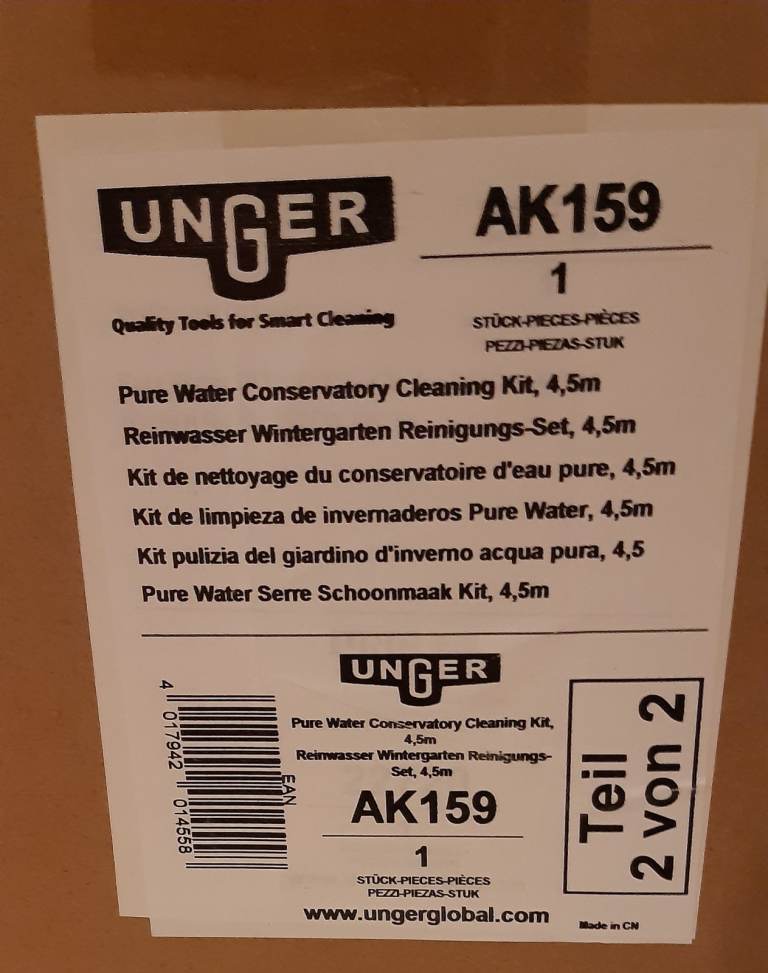 UNGER
Quality Tools for Smart Cleaning
AK159
1
STÜCK-PIECES-PIÈCES
PEZZI-PIEZAS-STUK
Pure Water Conservatory Cleaning Kit, 4,5m
Reinwasser Wintergarten Reinigungs-Set, 4,5m
Kit de nettoyage du conservatoire d'eau pure, 4,5m
Kit de limpieza de invernaderos Pure Water, 4,5m
Kit pulizia del giardino d'inverno acqua pura, 4,5
Pure Water Serre Schoonmaak Kit, 4,5m
4 017942 014558
EAN
UNGER
Pure Water Conservatory Cleaning Kit,
4,5m
Reinwasser Wintergarten Reinigungs-
Set, 4,5m
AK159
1
STÜCK-PIECES-PIÈCES
PEZZI-PIEZAS-STUK
www.ungerglobal.com
Teil
2 von 2
Made in CN